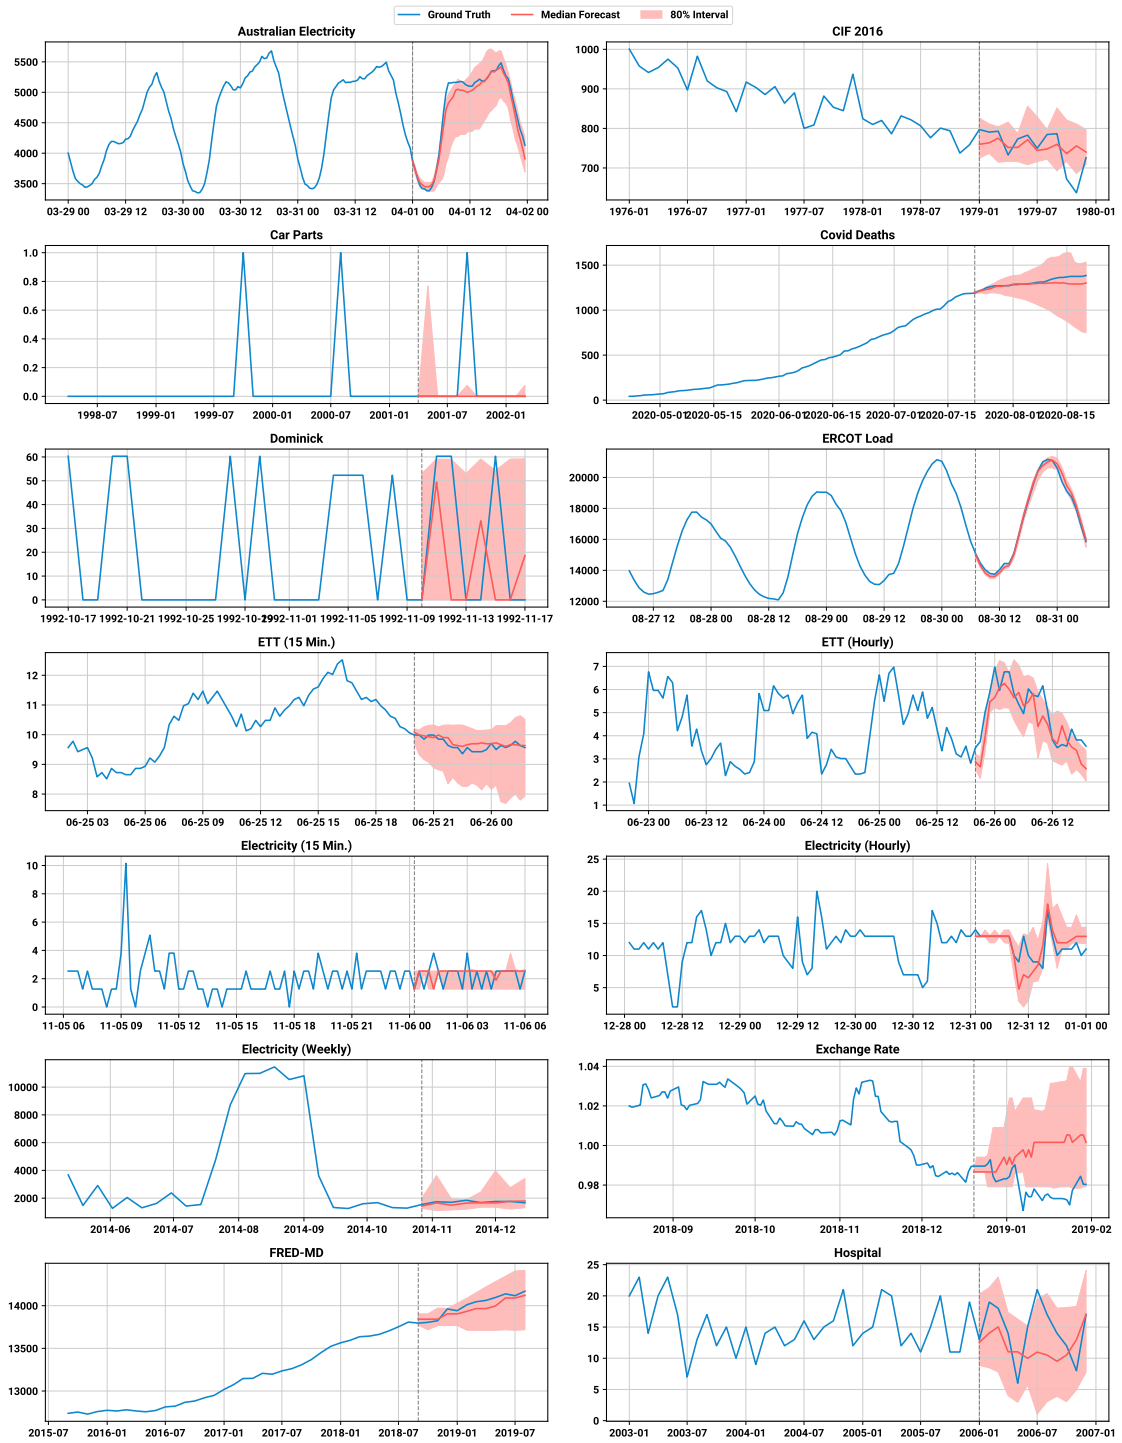 Ground Truth Median Forecast 80% Interval
Australian Electricity
5500
5000
4500
4000
3500
03-29 00 03-29 12 03-30 00 03-30 12 03-31 00 03-31 12 04-01 00 04-01 12 04-02 00
CIF 2016
1000
900
800
700
1976-01 1976-07 1977-01 1977-07 1978-01 1978-07 1979-01 1979-07 1980-01
Car Parts
1.0
0.8
0.6
0.4
0.2
0.0
1998-07 1999-01 1999-07 2000-01 2000-07 2001-01 2001-07 2002-01
Covid Deaths
1500
1000
500
0
2020-05-01 2020-05-15 2020-06-01 2020-06-15 2020-07-01 2020-07-15 2020-08-01 2020-08-15
Dominick
60
50
40
30
20
10
0
1992-10-17 1992-10-21 1992-10-25 1992-10-29 1992-11-01 1992-11-05 1992-11-09 1992-11-13 1992-11-17
ERCOT Load
20000
18000
16000
14000
12000
08-27 12 08-28 00 08-28 12 08-29 00 08-29 12 08-30 00 08-30 12 08-31 00
ETT (15 Min.)
12
11
10
9
8
06-25 03 06-25 06 06-25 09 06-25 12 06-25 15 06-25 18 06-25 21 06-26 00
ETT (Hourly)
7
6
5
4
3
2
1
06-23 00 06-23 12 06-24 00 06-24 12 06-25 00 06-25 12 06-26 00 06-26 12
Electricity (15 Min.)
10
8
6
4
2
0
11-05 06 11-05 09 11-05 12 11-05 15 11-05 18 11-05 21 11-06 00 11-06 03 11-06 06
Electricity (Hourly)
25
20
15
10
5
12-28 00 12-28 12 12-29 00 12-29 12 12-30 00 12-30 12 12-31 00 12-31 12 01-01 00
Electricity (Weekly)
10000
8000
6000
4000
2000
2014-06 2014-07 2014-08 2014-09 2014-10 2014-11 2014-12
Exchange Rate
1.04
1.02
1.00
0.98
2018-09 2018-10 2018-11 2018-12 2019-01 2019-02
FRED-MD
14000
13500
13000
2015-07 2016-01 2016-07 2017-01 2017-07 2018-01 2018-07 2019-01 2019-07
Hospital
25
20
15
10
5
0
2003-01 2003-07 2004-01 2004-07 2005-01 2005-07 2006-01 2006-07 2007-01